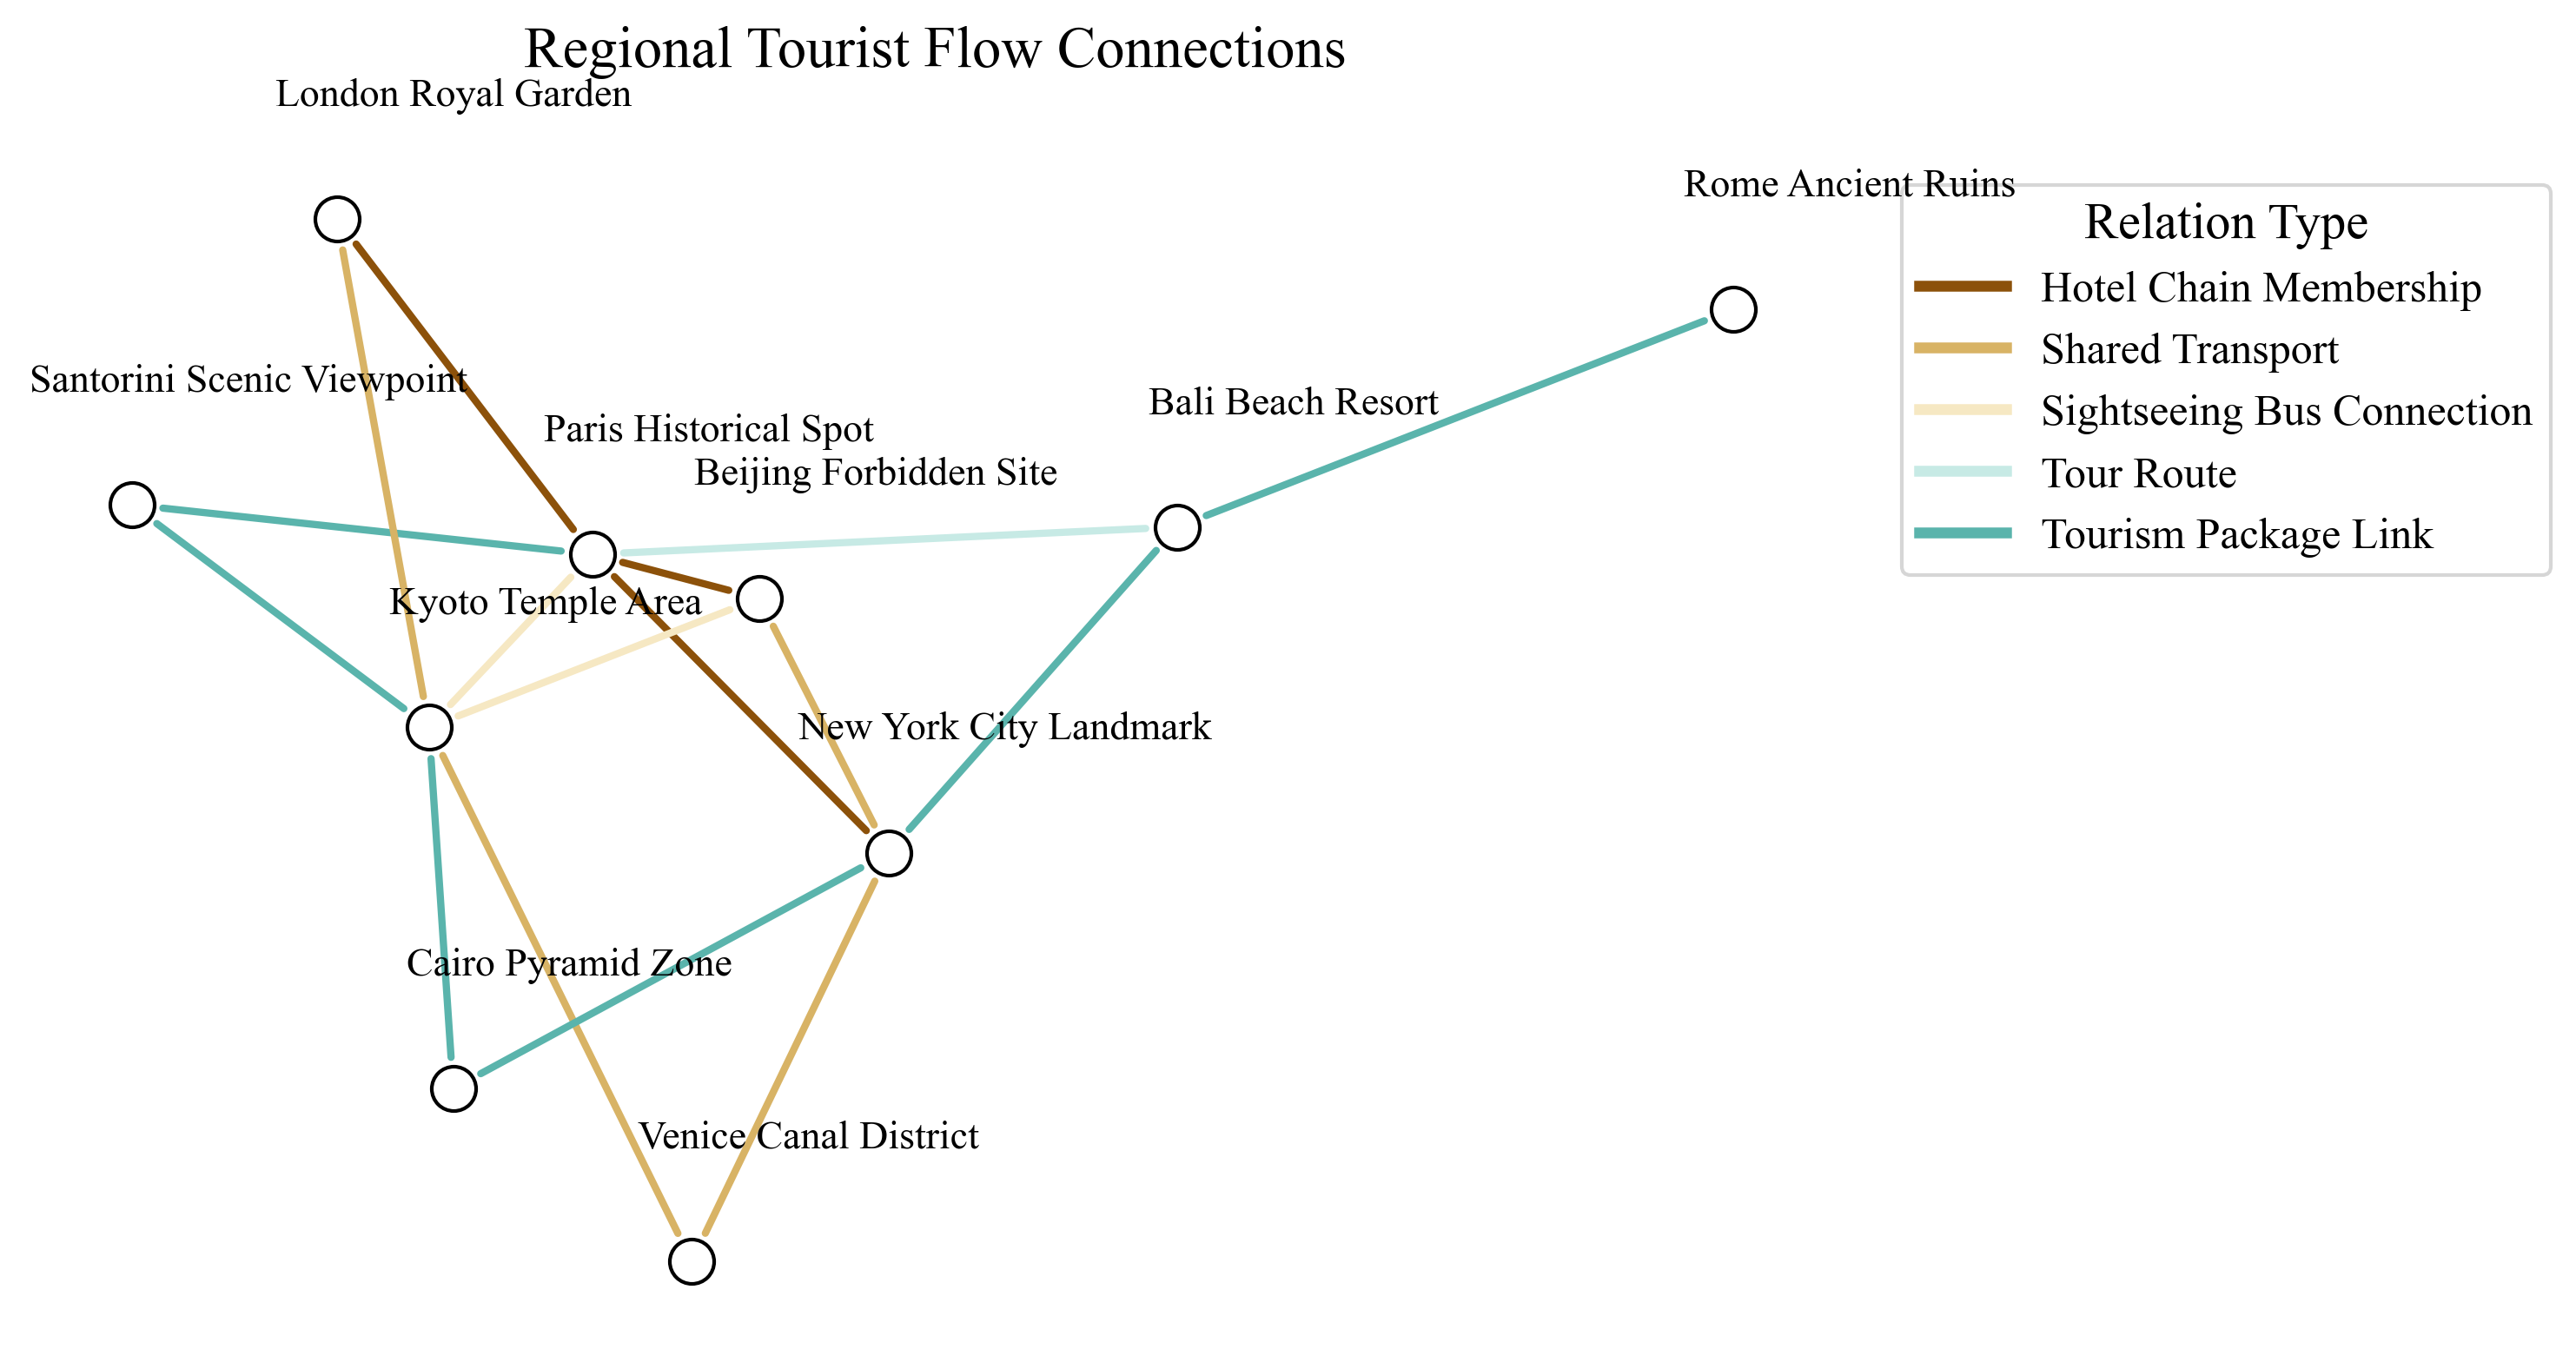 Regional Tourist Flow Connections
London Royal Garden
Rome Ancient Ruins
Santorini Scenic Viewpoint
Bali Beach Resort
Paris Historical Spot
Beijing Forbidden Site
Kyoto Temple Area
New York City Landmark
Cairo Pyramid Zone
Venice Canal District
Relation Type
Hotel Chain Membership
Shared Transport
Sightseeing Bus Connection
Tour Route
Tourism Package Link